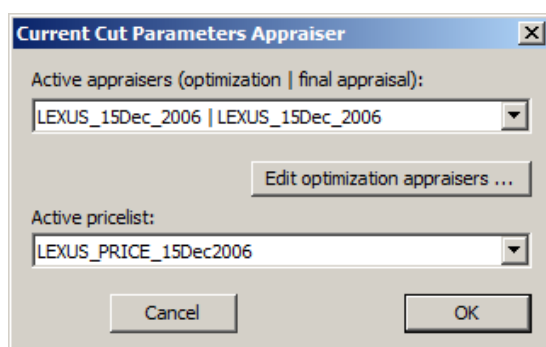 Current Cut Parameters Appraiser
Active appraisers (optimization | final appraisal):
LEXUS_15Dec_2006 | LEXUS_15Dec_2006
Edit optimization appraisers ...
Active pricelist:
LEXUS_PRICE_15Dec2006
Cancel
OK